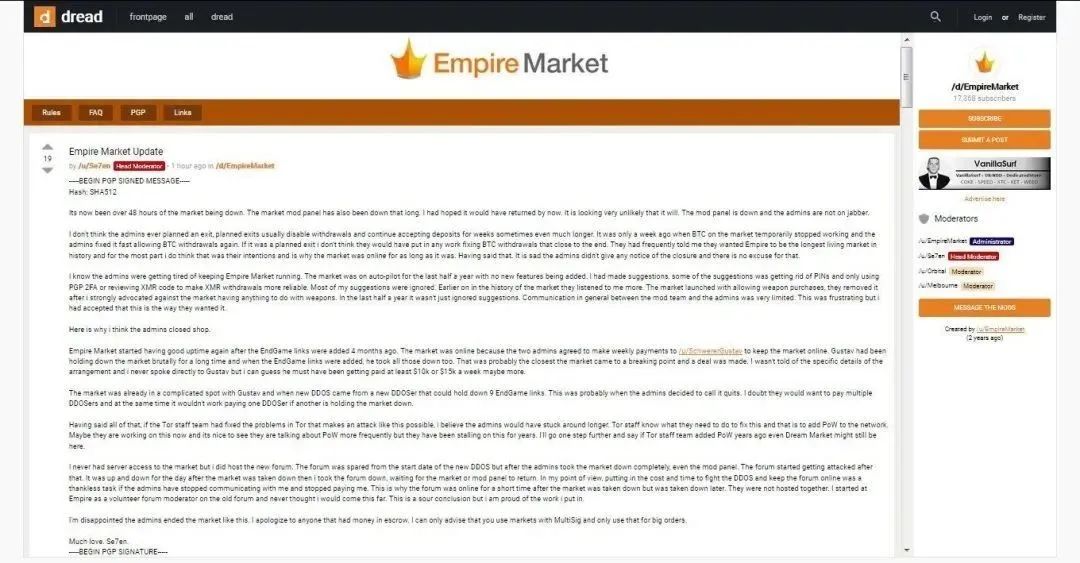 d dread frontpage all dread Login or Register
Empire Market
Rules FAQ PGP Links
19
Empire Market Update
by /u/Se7en Head Moderator • 1 hour ago in /d/EmpireMarket
-----BEGIN PGP SIGNED MESSAGE-----
Hash: SHA512
Its now been over 48 hours of the market being down. The market mod panel has also been down that long. I had hoped it would have returned by now. it is looking very unlikely that it will. The mod panel is down and the admins are not on jabber.
I don't think the admins ever planned an exit, planned exits usually disable withdrawals and continue accepting deposits for weeks sometimes even much longer. It was only a week ago when BTC on the market temporarily stopped working and the
admins fixed it fast allowing BTC withdrawals again. If it was a planned exit i don't think they would have put in any work fixing BTC withdrawals that close to the end. They had frequently told me they wanted Empire to be the longest living market in
history and for the most part i do think that was their intentions and is why the market was online for as long as it was. Having said that. It is sad the admins didn't give any notice of the closure and there is no excuse for that.
I know the admins were getting tired of keeping Empire Market running. The market was on auto-pilot for the last half a year with no new features being added. I had made suggestions, some of the suggestions was getting rid of PINs and only using
PGP 2FA or reviewing XMR code to make XMR withdrawals more reliable. Most of my suggestions were ignored. Earlier on in the history of the market they listened to me more. The market launched with allowing weapon purchases, they removed it
after i strongly advocated against the market having anything to do with weapons. In the last half a year it wasn't just ignored suggestions. Communication in general between the mod team and the admins was very limited. This was frustrating but i
had accepted that this is the way they wanted it.
Here is why i think the admins closed shop.
Empire Market started having good uptime again after the EndGame links were added 4 months ago. The market was online because the two admins agreed to make weekly payments to /u/SchwererGustav to keep the market online. Gustav had been
holding down the market brutally for a long time and when the EndGame links were added, he took all those down too. That was probably the closest the market came to a breaking point and a deal was made. I wasn't told of the specific details of the
arrangement and i never spoke directly to Gustav but i can guess he must have been getting paid at least $10k or $15k a week maybe more.
The market was already in a complicated spot with Gustav and when new DDOS came from a new DDOSer that could hold down 9 EndGame links. This was probably when the admins decided to call it quits. I doubt they would want to pay multiple
DDOSers and at the same time it wouldn't work paying one DDOSer if another is holding the market down.
Having said all of that, if the Tor staff team had fixed the problems in Tor that makes an attack like this possible, i believe the admins would have stuck around longer. Tor staff know what they need to do to fix this and that is to add PoW to the network.
Maybe they are working on this now and its nice to see they are talking about PoW more frequently but they have been stalling on this for years. I'll go one step further and say if Tor staff team added PoW years ago even Dream Market might still be
here.
I never had server access to the market but i did host the new forum. The forum was spared from the start date of the new DDOS but after the admins took the market down completely, even the mod panel. The forum started getting attacked after
that. It was up and down for the day after the market was taken down then i took the forum down, waiting for the market or mod panel to return. In my point of view, putting in the cost and time to fight the DDOS and keep the forum online was a
thankless task if the admins have stopped communicating with me and stopped paying me. This is why the forum was online for a short time after the market was taken down but was taken down later. They were not hosted together. I started at
Empire as a volunteer forum moderator on the old forum and never thought i would come this far. This is a sour conclusion but i am proud of the work i put in.
I'm disappointed the admins ended the market like this. I apologize to anyone that had money in escrow. I can only advise that you use markets with MultiSig and only use that for big orders.
Much love. Se7en.
-----BEGIN PGP SIGNATURE-----
/d/EmpireMarket
subscribers
SUBSCRIBE
SUBMIT A POST
VanillaSurf
COKE - SPEED - XTC - KET - WEED
Advertise here
Moderators
/u/EmpireMarket Administrator
/u/Se7en Head Moderator
/u/Orbital Moderator
/u/Melbourne Moderator
MESSAGE THE MODS
Created by /u/EmpireMarket
(2 years ago)